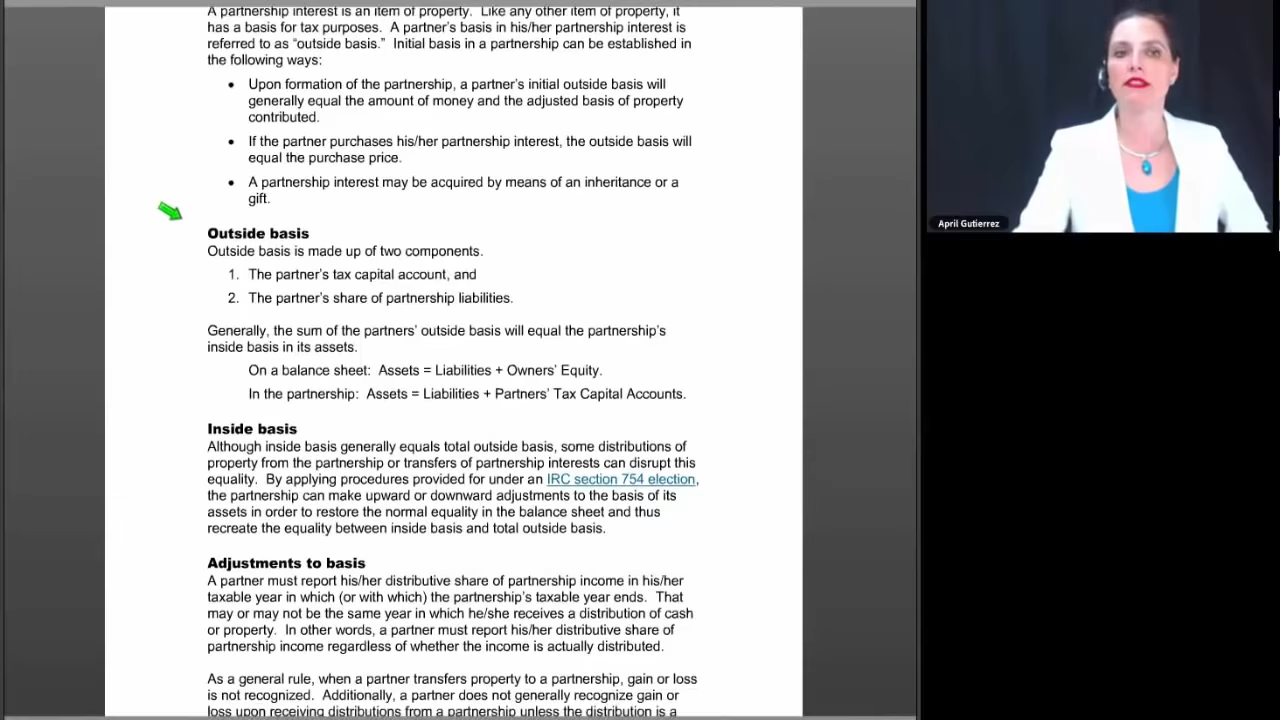 A partnership interest is an item of property. Like any other item of property, it
has a basis for tax purposes. A partner's basis in his/her partnership interest is
referred to as “outside basis.” Initial basis in a partnership can be established in
the following ways:
• Upon formation of the partnership, a partner's initial outside basis will
generally equal the amount of money and the adjusted basis of property
contributed.
• If the partner purchases his/her partnership interest, the outside basis will
equal the purchase price.
• A partnership interest may be acquired by means of an inheritance or a
gift.
Outside basis
Outside basis is made up of two components.
1. The partner's tax capital account, and
2. The partner's share of partnership liabilities.
Generally, the sum of the partners' outside basis will equal the partnership's
inside basis in its assets.
On a balance sheet: Assets = Liabilities + Owners' Equity.
In the partnership: Assets = Liabilities + Partners' Tax Capital Accounts.
Inside basis
Although inside basis generally equals total outside basis, some distributions of
property from the partnership or transfers of partnership interests can disrupt this
equality. By applying procedures provided for under an IRC section 754 election,
the partnership can make upward or downward adjustments to the basis of its
assets in order to restore the normal equality in the balance sheet and thus
recreate the equality between inside basis and total outside basis.
Adjustments to basis
A partner must report his/her distributive share of partnership income in his/her
taxable year in which (or with which) the partnership's taxable year ends. That
may or may not be the same year in which he/she receives a distribution of cash
or property. In other words, a partner must report his/her distributive share of
partnership income regardless of whether the income is actually distributed.
As a general rule, when a partner transfers property to a partnership, gain or loss
is not recognized. Additionally, a partner does not generally recognize gain or
loss upon receiving distributions from a partnership unless the distribution is a
April Gutierrez